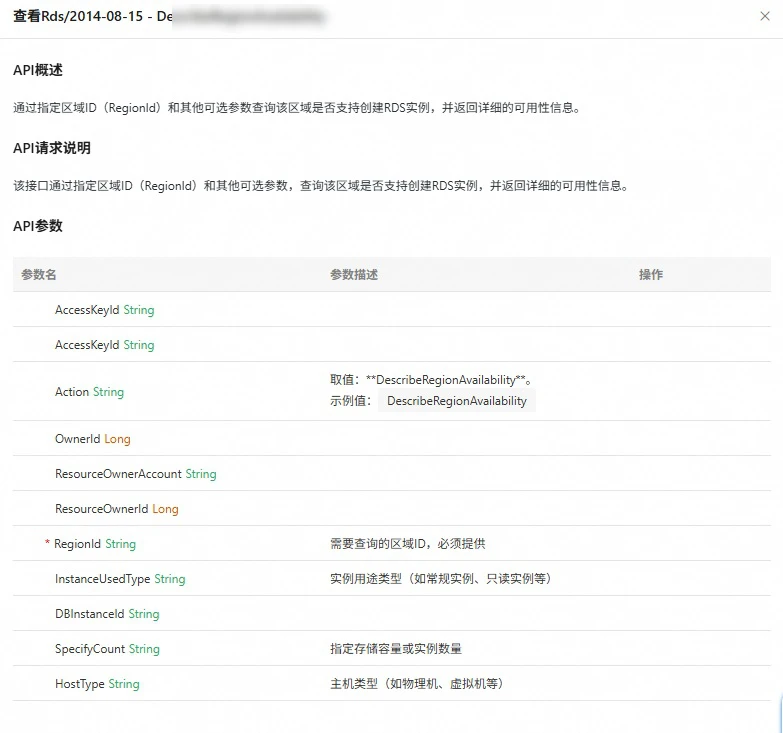 查看Rds/2014-08-15 - De
API概述
通过指定区域ID（RegionId）和其他可选参数查询该区域是否支持创建RDS实例，并返回详细的可用性信息。
API请求说明
该接口通过指定区域ID（RegionId）和其他可选参数，查询该区域是否支持创建RDS实例，并返回详细的可用性信息。
API参数
参数名 参数描述 操作
AccessKeyId String
AccessKeyId String
Action String 取值：**DescribeRegionAvailability**。
示例值： DescribeRegionAvailability
OwnerId Long
ResourceOwnerAccount String
ResourceOwnerId Long
* RegionId String 需要查询的区域ID，必须提供
InstanceUsedType String 实例用途类型（如常规实例、只读实例等）
DBInstanceId String
SpecifyCount String 指定存储容量或实例数量
HostType String 主机类型（如物理机、虚拟机等）